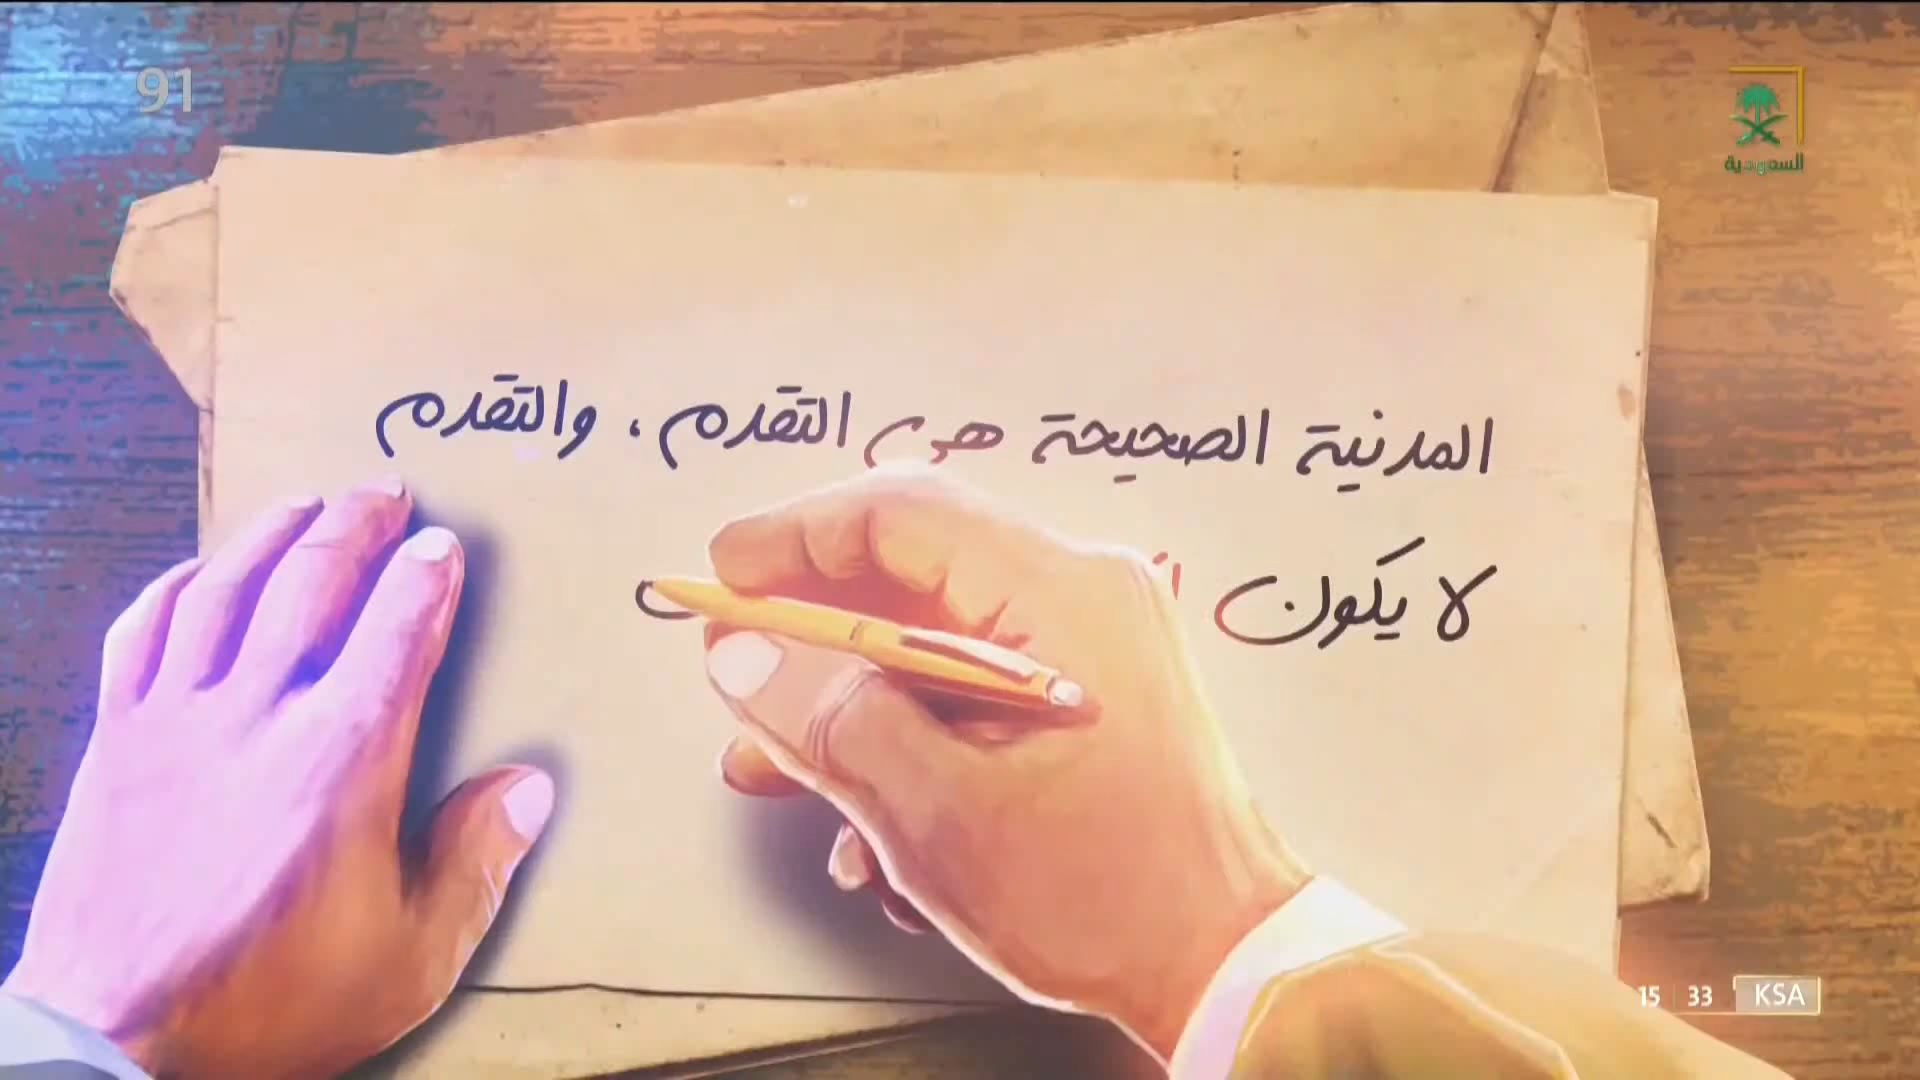 91
السعودية
المدنية الصحيحة هي التقدم، والتقدم
لا يكون
15 33 KSA